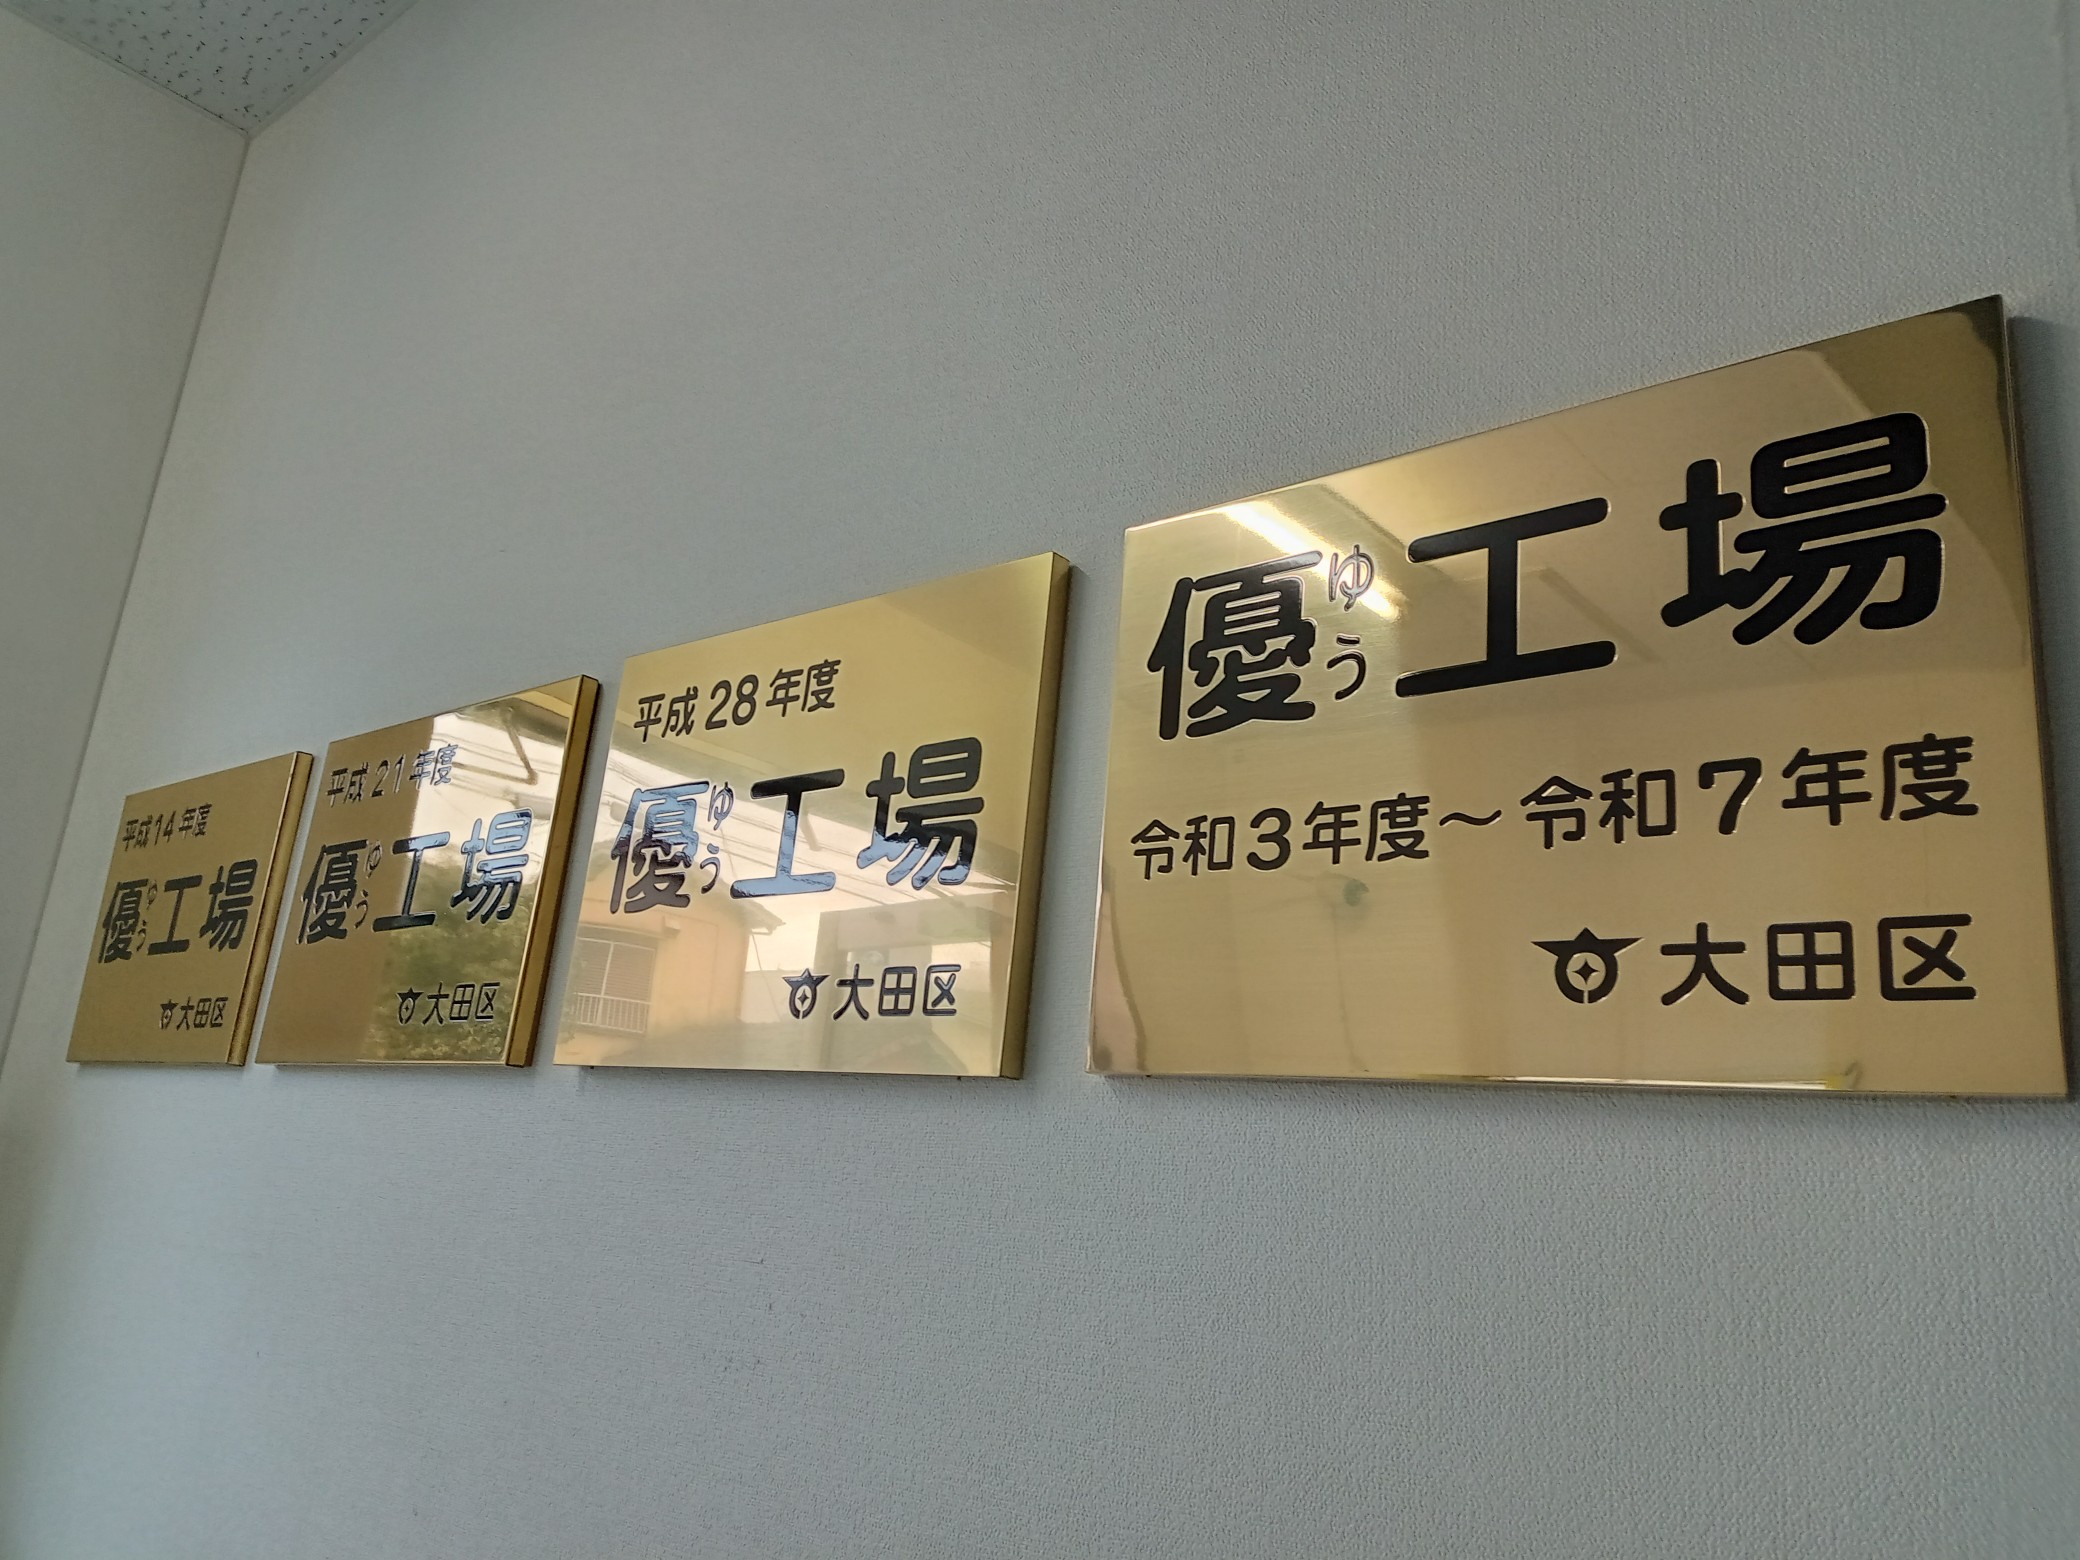 平成14年度
優ゆう工場
大田区
平成21年度
優ゆう工場
大田区
平成28年度
優ゆう工場
大田区
優ゆう工場
令和3年度～令和7年度
大田区